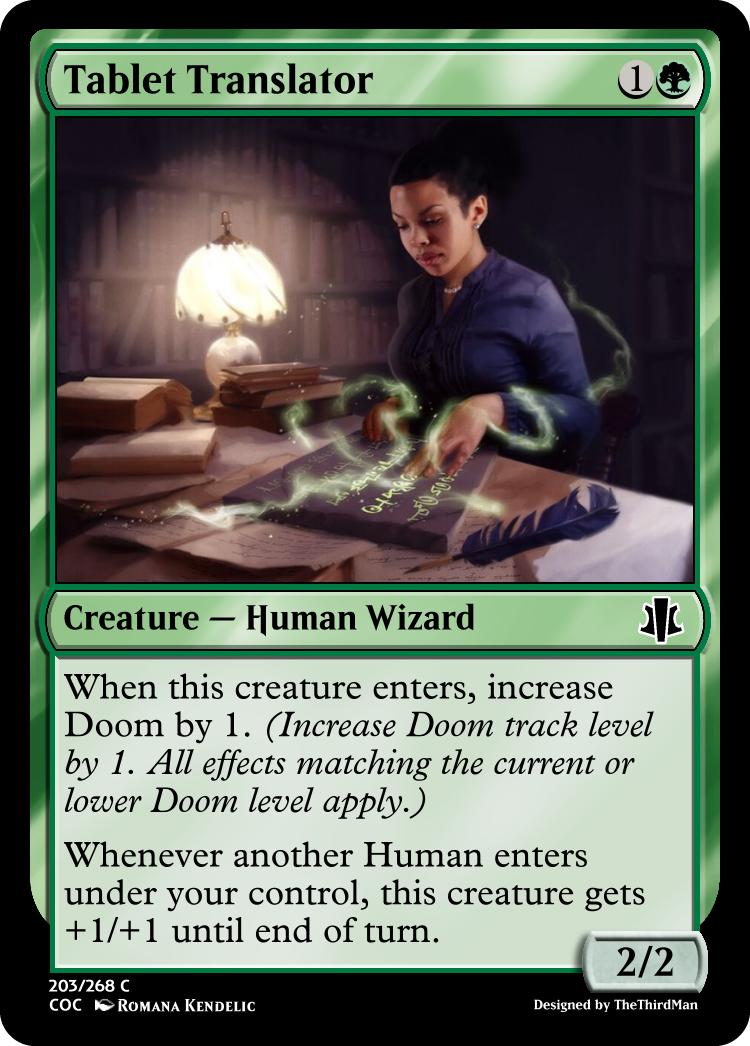 Tablet Translator
1
Creature — Human Wizard
When this creature enters, increase
Doom by 1. (Increase Doom track level
by 1. All effects matching the current or
lower Doom level apply.)
Whenever another Human enters
under your control, this creature gets
+1/+1 until end of turn.
2/2
203/268 C
COC ROMANA KENDELIC
Designed by TheThirdMan